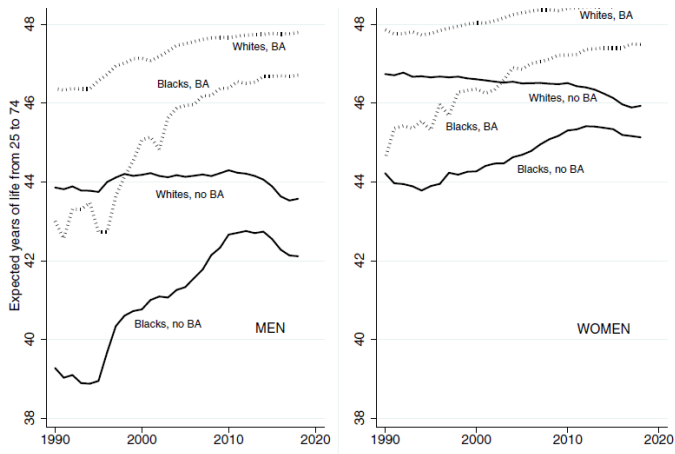 Expected years of life from 25 to 74
48
46
44
42
40
38
Whites, BA
Blacks, BA
Whites, no BA
Blacks, no BA
MEN
1990
2000
2010
2020
48
46
44
42
40
38
Whites, no BA
Blacks, BA
Blacks, no BA
WOMEN
1990
2000
2010
2020